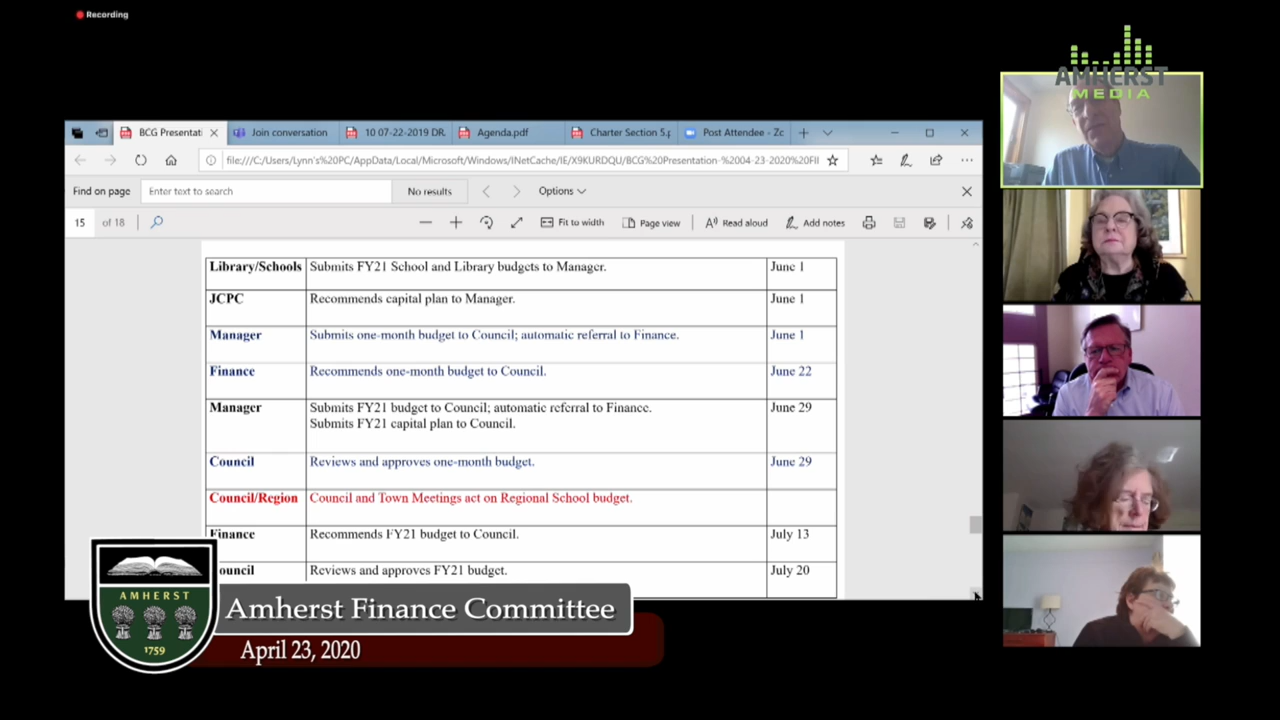 Recording
AMHERST
MEDIA
BCG Presentati
Join conversation
10 07-22-2019 DR.
Agenda.pdf
Charter Section 5.p
Post Attendee - Zc
file:///C:/Users/Lynn's%20PC/AppData/Local/Microsoft/Windows/INetCache/IE/X9KURDQU/BCG%20Presentation-%2004-23-2020%20FII
Find on page
Enter text to search
No results
Options
15 of 18
Fit to width
Page view
Read aloud
Add notes
Library/Schools Submits FY21 School and Library budgets to Manager. June 1
JCPC Recommends capital plan to Manager. June 1
Manager Submits one-month budget to Council; automatic referral to Finance. June 1
Finance Recommends one-month budget to Council. June 22
Manager Submits FY21 budget to Council; automatic referral to Finance. June 29
Submits FY21 capital plan to Council.
Council Reviews and approves one-month budget. June 29
Council/Region Council and Town Meetings act on Regional School budget.
Finance Recommends FY21 budget to Council. July 13
ouncil Reviews and approves FY21 budget. July 20
AMHERST
1759
Amherst Finance Committee
April 23, 2020